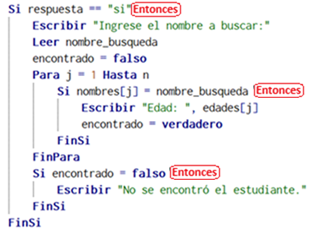 Si respuesta == "si" Entonces
Escribir "Ingrese el nombre a buscar:"
Leer nombre_busqueda
encontrado = falso
Para j = 1 Hasta n
Si nombres[j] = nombre_busqueda Entonces
Escribir "Edad: ", edades[j]
encontrado = verdadero
FinSi
FinPara
Si encontrado = falso Entonces
Escribir "No se encontró el estudiante."
FinSi
FinSi